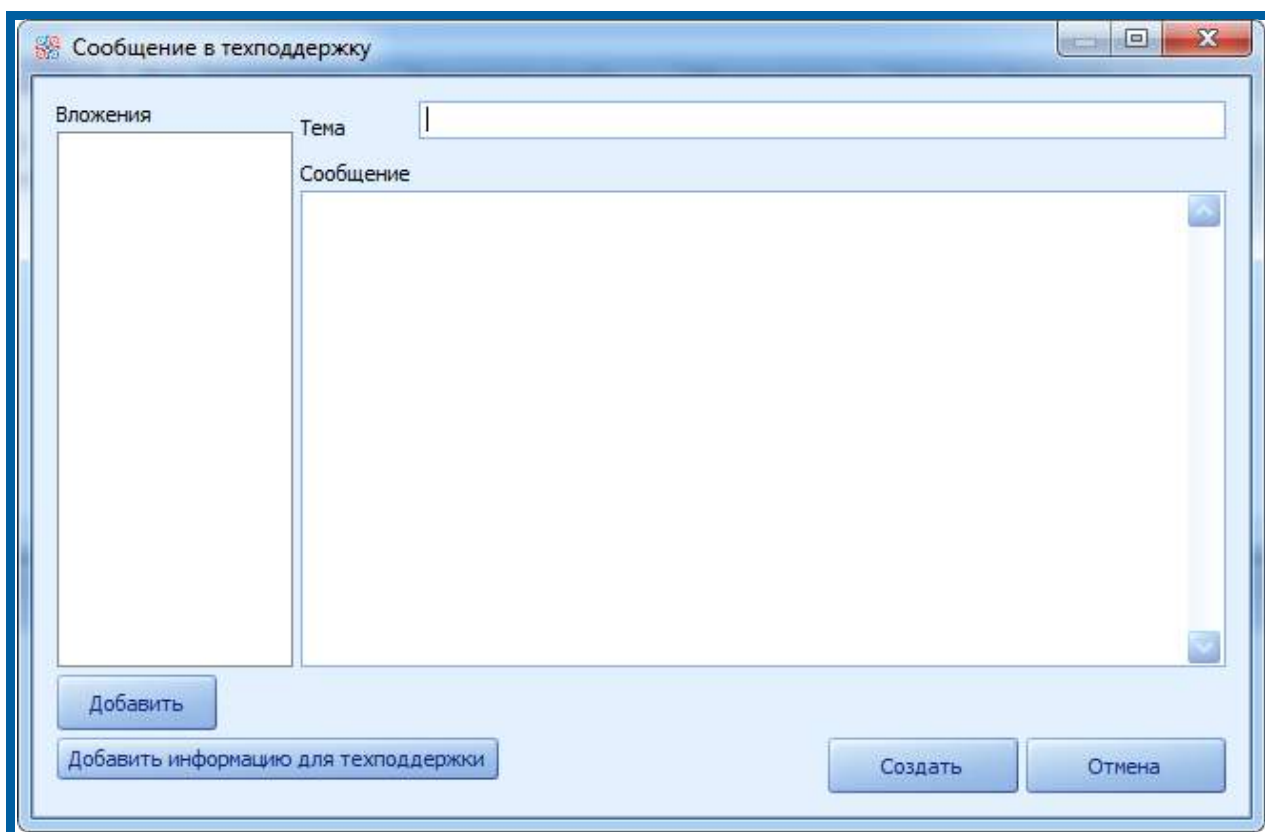 Сообщение в техподдержку
Вложения
Тема
Сообщение
Добавить
Добавить информацию для техподдержки
Создать
Отмена